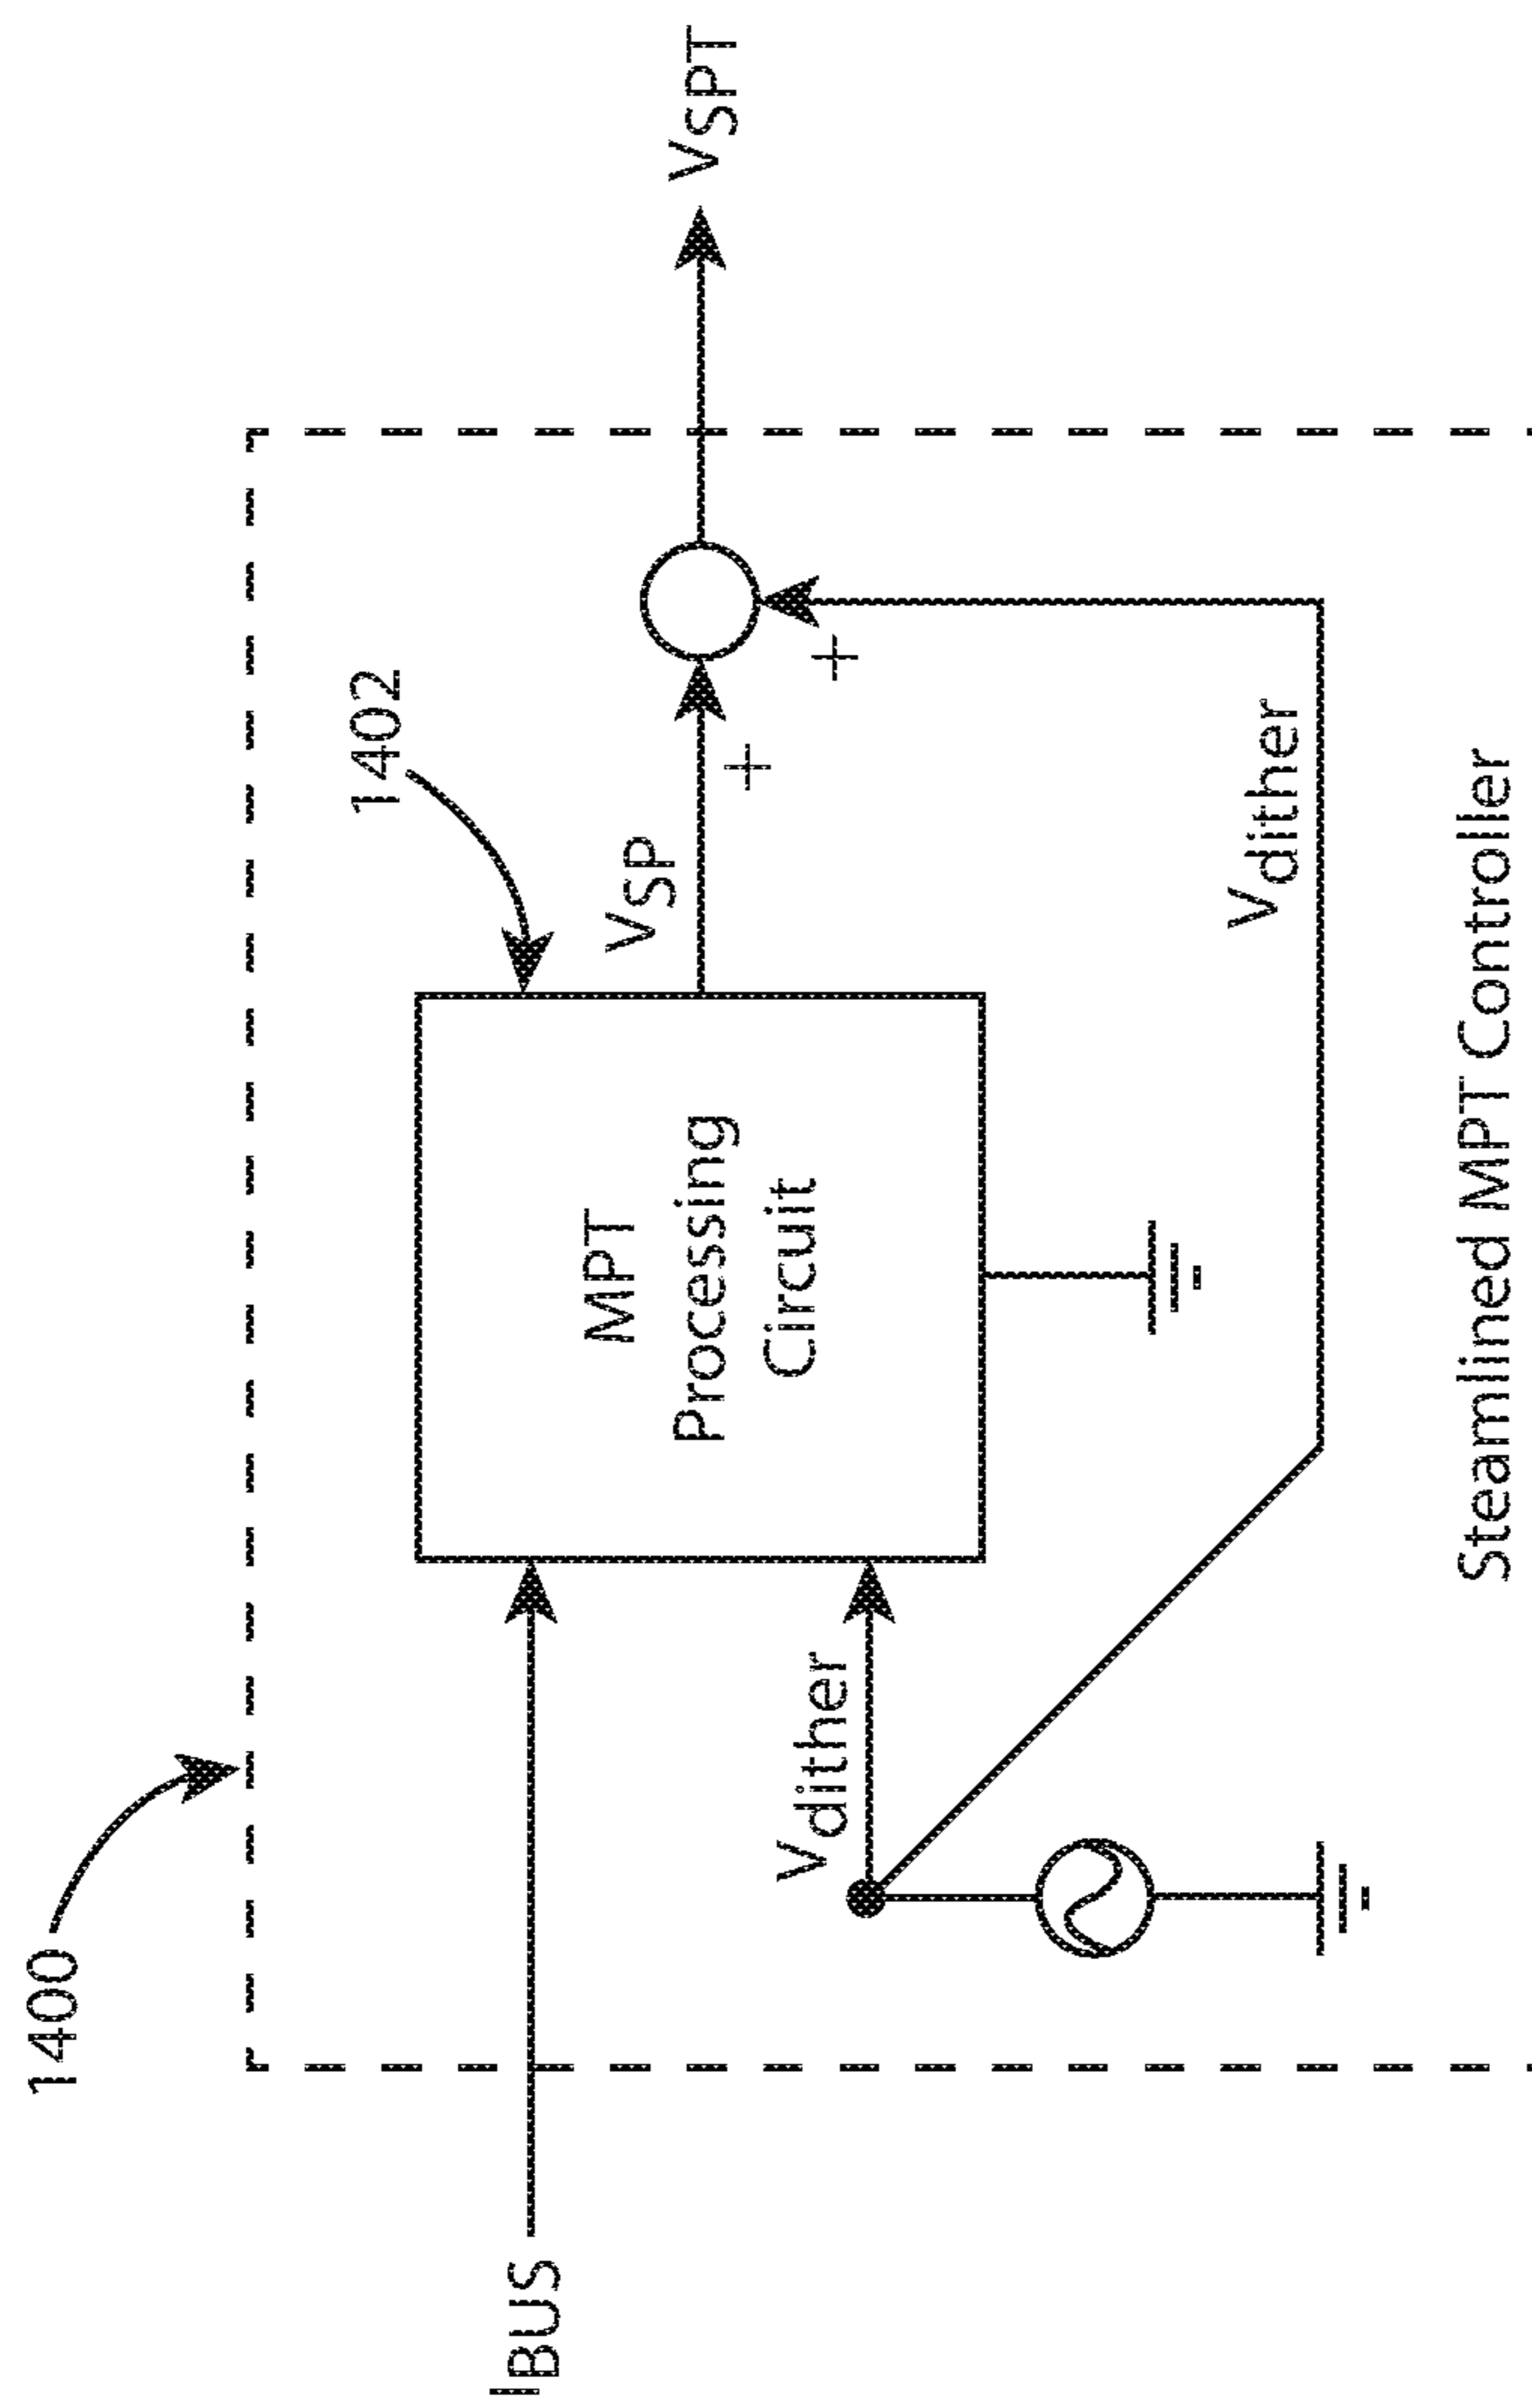 1400
1402
IBUS
VSP
VSPT
+
+
MPT
Processing
Circuit
Vdither
Vdither
Steamlined MPT Controller